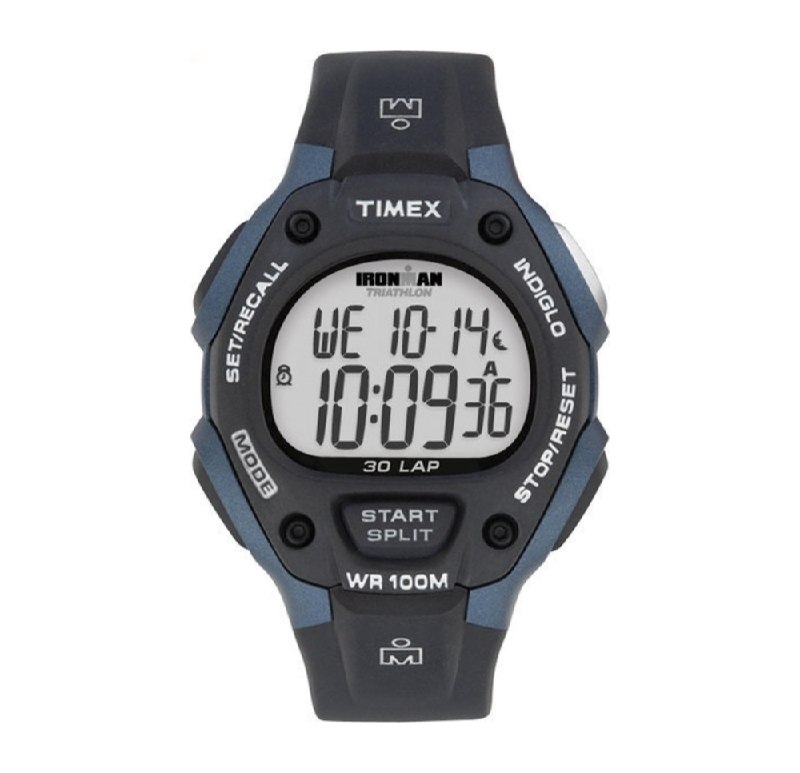 TIMEX
SET/RECALL
INDIGLO
IRONMAN
TRIATHLON
WE 10-14
A
10:09 36
MODE
STOP/RESET
30 LAP
START
SPLIT
WR 100M